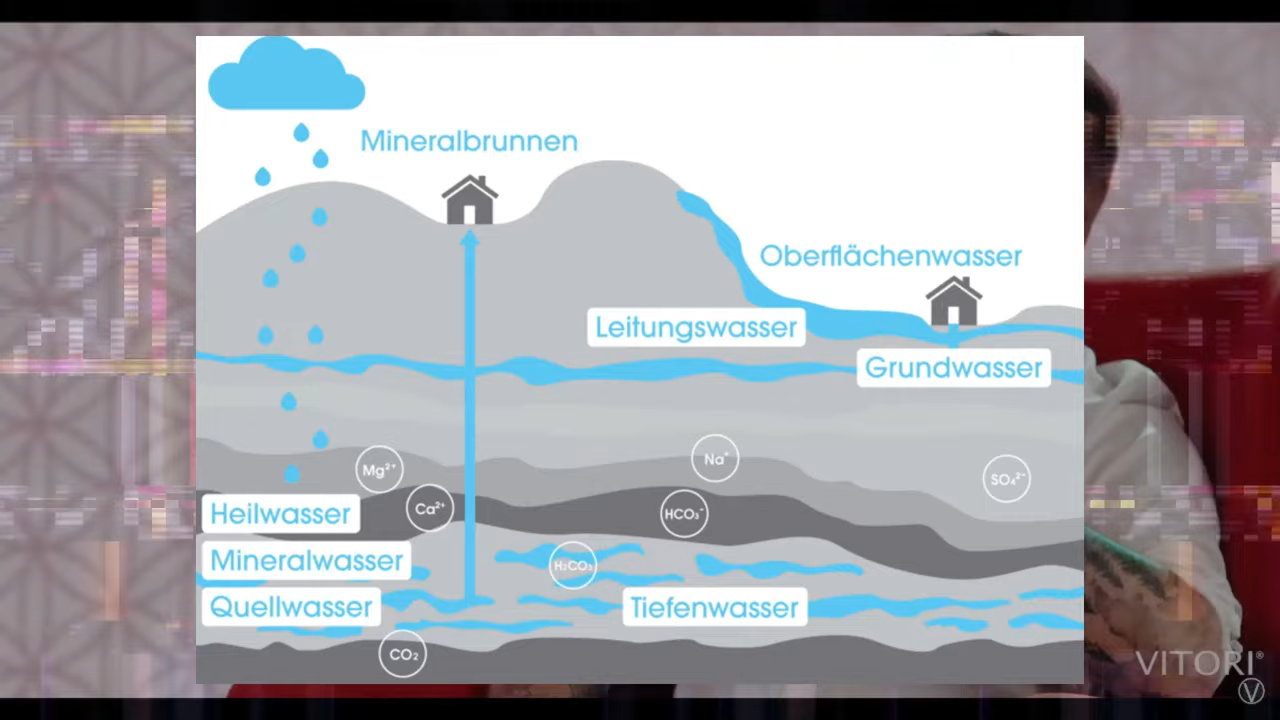 Mineralbrunnen
Oberflächenwasser
Leitungswasser
Grundwasser
Mg²⁺
Na⁺
SO₄²⁻
Ca²⁺
HCO₃⁻
Heilwasser
Mineralwasser
H₂CO₃
Quellwasser
Tiefenwasser
CO₂
VITORI®
V